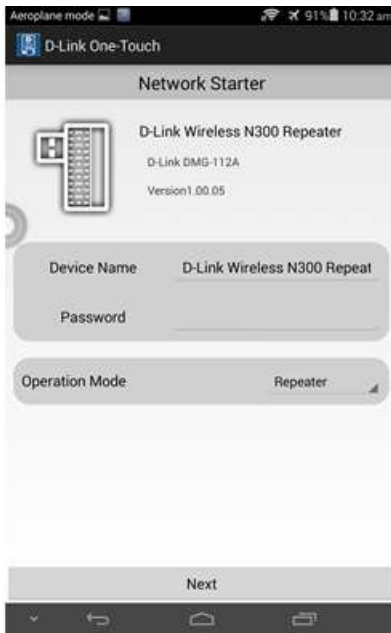 Aeroplane mode 91% 10:32 am
D-Link One-Touch
Network Starter
D-Link Wireless N300 Repeater
D-Link DMG-112A
Version1.00.05
Device Name D-Link Wireless N300 Repeat
Password
Operation Mode Repeater
Next